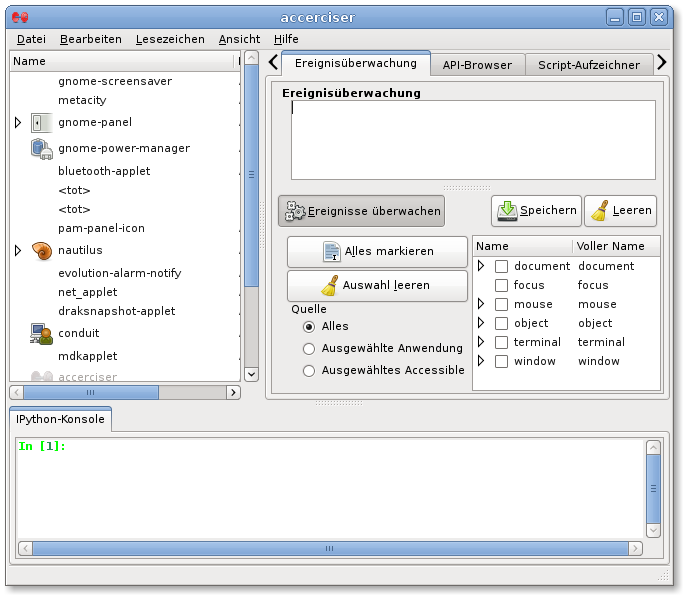 accerciser
Datei Bearbeiten Lesezeichen Ansicht Hilfe
Name
gnome-screensaver
metacity
gnome-panel
gnome-power-manager
bluetooth-applet
<tot>
<tot>
pam-panel-icon
nautilus
evolution-alarm-notify
net_applet
draksnapshot-applet
conduit
mdkapplet
accerciser
Ereignisüberwachung API-Browser Script-Aufzeichner
Ereignisüberwachung
Ereignisse überwachen Speichern Leeren
Alles markieren
Auswahl leeren
Quelle
Alles
Ausgewählte Anwendung
Ausgewähltes Accessible
Name Voller Name
document document
focus focus
mouse mouse
object object
terminal terminal
window window
IPython-Konsole
In [1]: